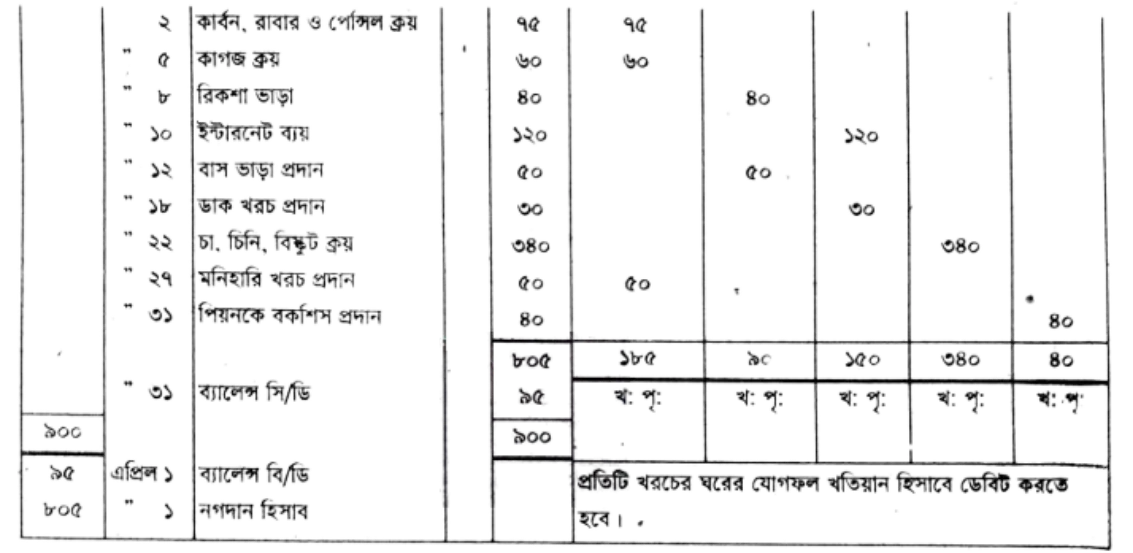 ২ কার্বন, রাবার ও পেন্সিল ক্রয় ৭৫ ৭৫
" ৫ কাগজ ক্রয় ৬০ ৬০
" ৮ রিকশা ভাড়া ৪০ ৪০
" ১০ ইন্টারনেট ব্যয় ১২০ ১২০
" ১২ বাস ভাড়া প্রদান ৫০ ৫০
" ১৮ ডাক খরচ প্রদান ৩০ ৩০
" ২২ চা, চিনি, বিস্কুট ক্রয় ৩৪০ ৩৪০
" ২৭ মনিহারি খরচ প্রদান ৫০ ৫০
" ৩১ পিয়নকে বকশিস প্রদান ৪০ ৪০
৮০৫ ১৮৫ ৯০ ১৫০ ৩৪০ ৪০
" ৩১ ব্যালেন্স সি/ডি ৯৫ খ: পৃ: খ: পৃ: খ: পৃ: খ: পৃ: খ: পৃ
৯০০ ৯০০
৯৫ এপ্রিল ১ ব্যালেন্স বি/ডি
৮০৫ " ১ নগদান হিসাব
প্রতিটি খরচের ঘরের যোগফল খতিয়ান হিসাবে ডেবিট করতে
হবে।